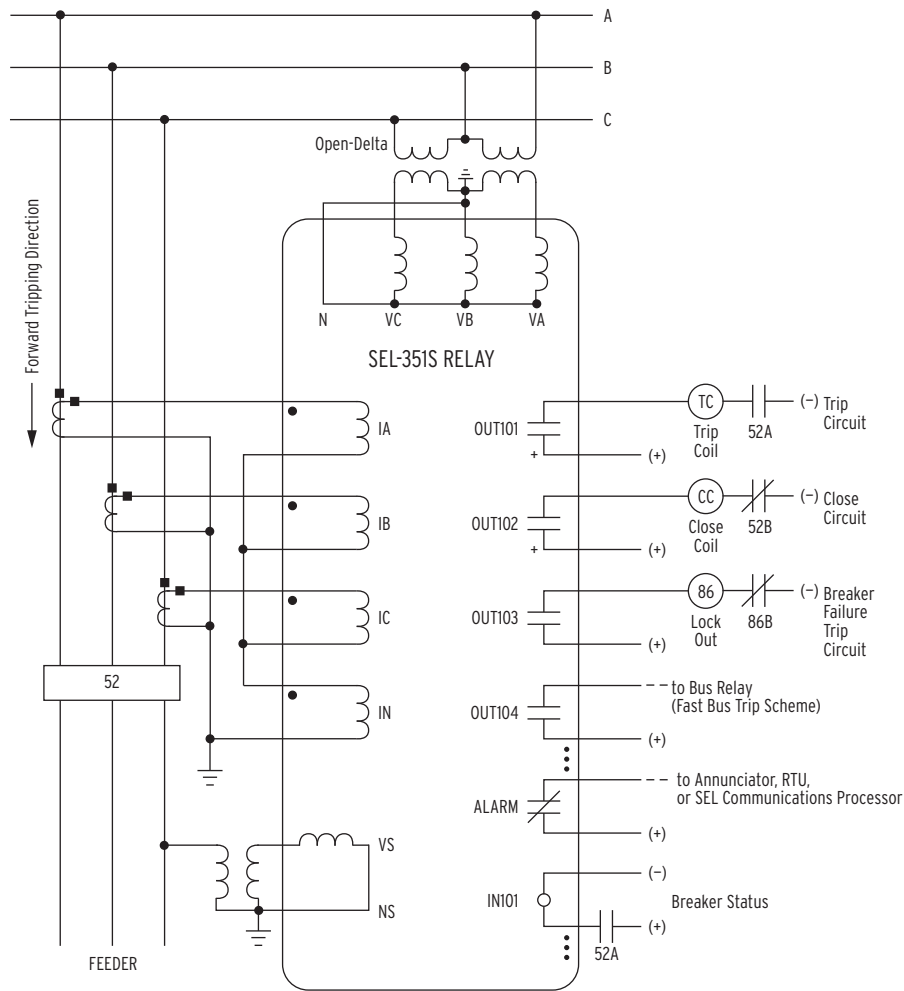 A
B
C
Open-Delta
Forward Tripping Direction
N
VC
VB
VA
SEL-351S RELAY
IA
IB
IC
IN
52
VS
NS
FEEDER
OUT101
+
(+)
TC
Trip
Coil
52A
(–) Trip
Circuit
OUT102
+
(+)
CC
Close
Coil
52B
(–) Close
Circuit
OUT103
(+)
86
Lock
Out
86B
(–) Breaker
Failure
Trip
Circuit
OUT104
to Bus Relay
(Fast Bus Trip Scheme)
(+)
ALARM
to Annunciator, RTU,
or SEL Communications Processor
(+)
IN101
(–)
Breaker Status
(+)
52A